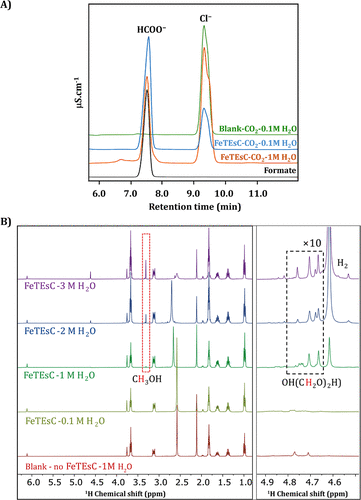 A)
HCOO⁻
Cl⁻
µS.cm⁻¹
Blank-CO₂-0.1M H₂O
FeTEsC-CO₂-0.1M H₂O
FeTEsC-CO₂-1M H₂O
Formate
6.0 7.0 8.0 9.0 10.0 11.0
Retention time (min)
B)
×10
H₂
FeTEsC-3 M H₂O
FeTEsC-2 M H₂O
CH₃OH
OH(CH₂O)₂H)
FeTEsC-1 M H₂O
FeTEsC-0.1M H₂O
Blank - no FeTEsC-1M H₂O
6.0 5.5 5.0 4.5 4.0 3.5 3.0 2.5 2.0 1.5 1.0
4.9 4.8 4.7 4.6
¹H Chemical shift (ppm)
¹H Chemical shift (ppm)